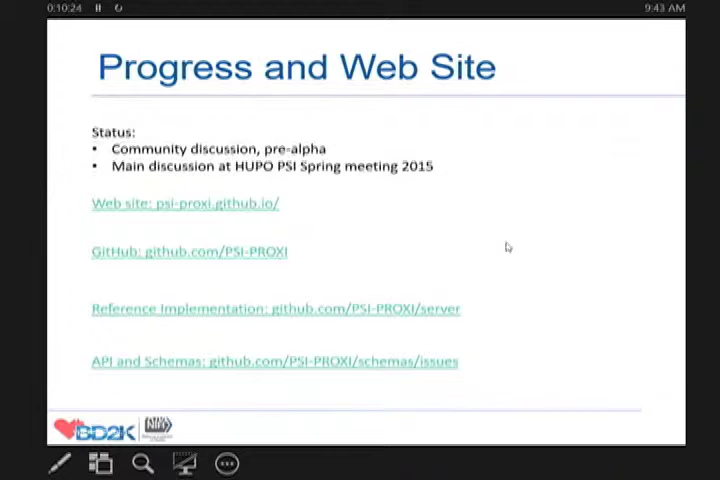 0:10:24
9:43 AM
Progress and Web Site
Status:
• Community discussion, pre-alpha
• Main discussion at HUPO PSI Spring meeting 2015
Web site: psi-proxi.github.io/
GitHub: github.com/PSI-PROXI
Reference Implementation: github.com/PSI-PROXI/server
API and Schemas: github.com/PSI-PROXI/schemas/issues
BD2K
NIH